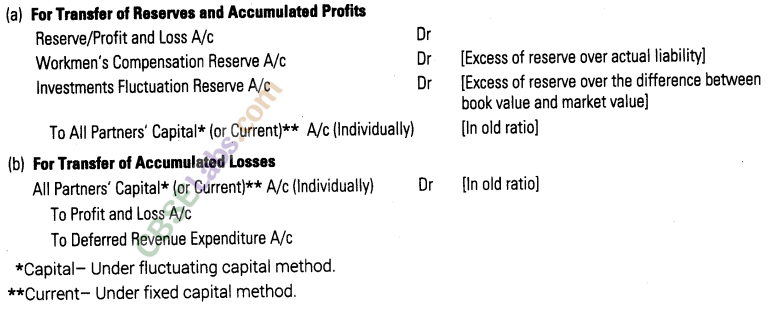 (a) For Transfer of Reserves and Accumulated Profits
Reserve/Profit and Loss A/c Dr
Workmen's Compensation Reserve A/c Dr [Excess of reserve over actual liability]
Investments Fluctuation Reserve A/c Dr [Excess of reserve over the difference between
book value and market value]
To All Partners' Capital* (or Current)** A/c (Individually) [In old ratio]
(b) For Transfer of Accumulated Losses
All Partners' Capital* (or Current)** A/c (Individually) Dr [In old ratio]
To Profit and Loss A/c
To Deferred Revenue Expenditure A/c
*Capital– Under fluctuating capital method.
**Current– Under fixed capital method.
CBSELabs.com